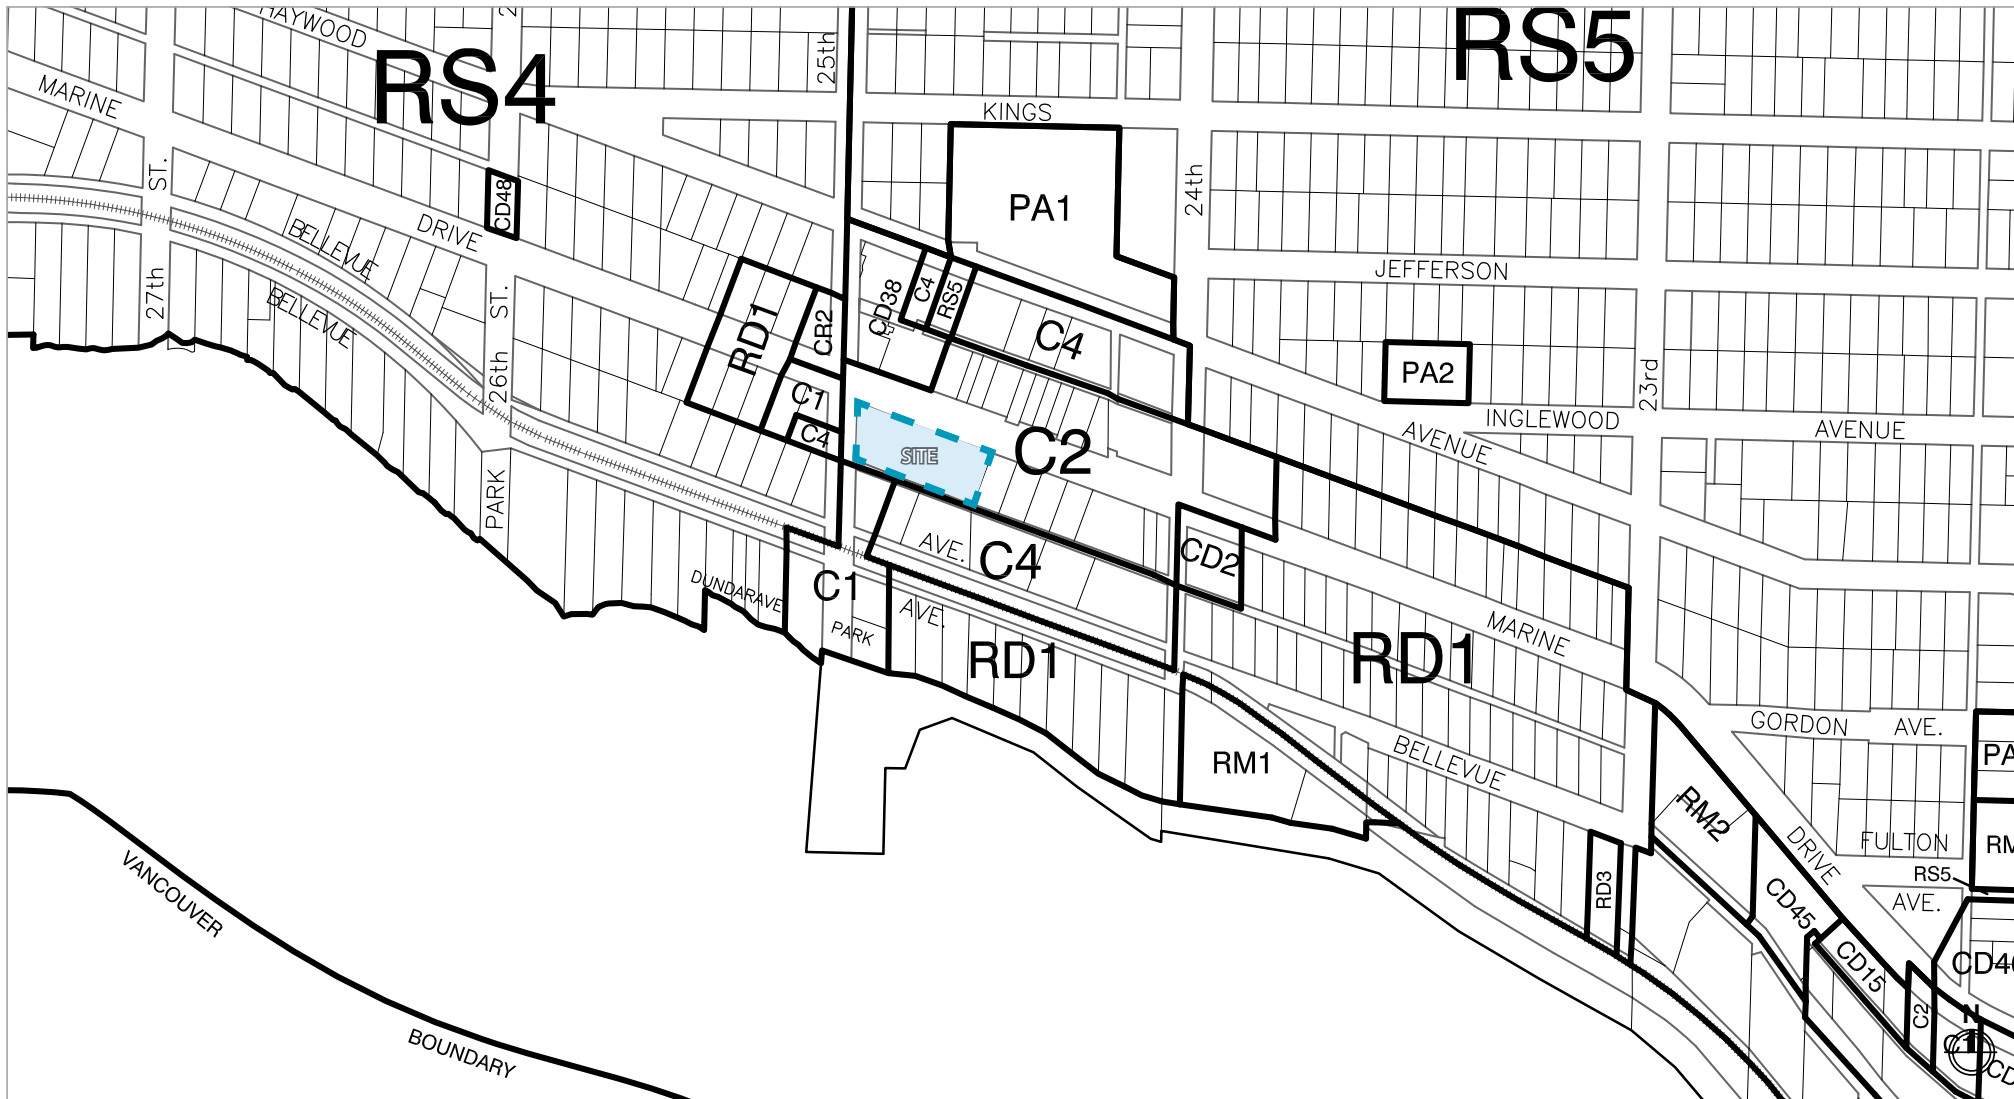 HAYWOOD
RS4
25th
RS5
MARINE
KINGS
ST.
CD48
PA1
24th
DRIVE
BELLEVUE
27th
BELLEVUE
26th
ST.
JEFFERSON
RD1
CR2
CD38
C4
RS5
C4
PA2
23rd
C1
C4
INGLEWOOD
AVENUE
AVENUE
SITE
C2
PARK
AVE.
C4
CD2
DUNDARAVE
C1
PARK
AVE.
RD1
MARINE
RD1
GORDON
AVE.
BELLEVUE
RM1
PA
RM2
DRIVE
FULTON
RM
RS5
AVE.
RD3
CD45
CD15
CD4
C2
N
C1
CD
VANCOUVER
BOUNDARY